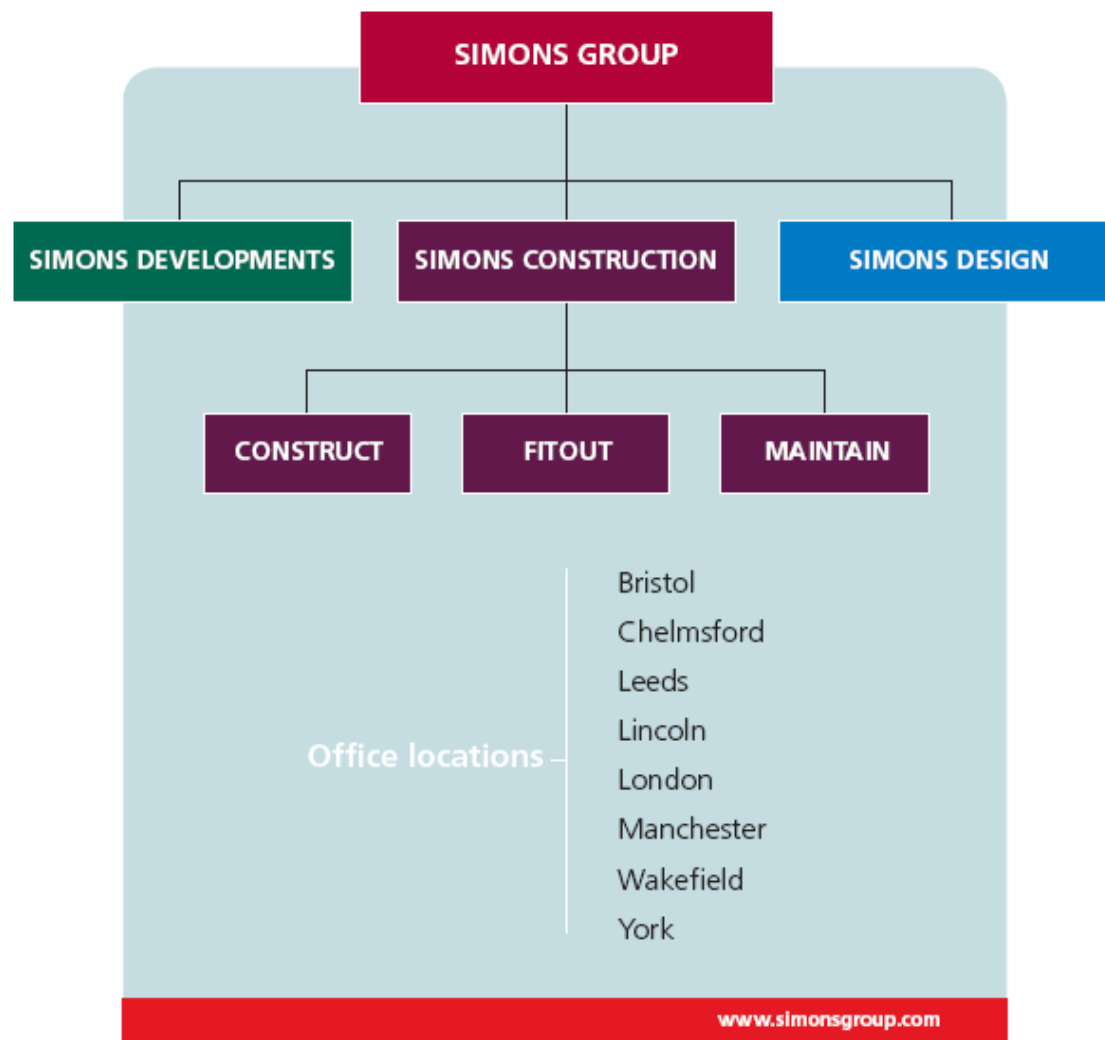 SIMONS GROUP
SIMONS DEVELOPMENTS
SIMONS CONSTRUCTION
SIMONS DESIGN
CONSTRUCT
FITOUT
MAINTAIN
Office locations
Bristol
Chelmsford
Leeds
Lincoln
London
Manchester
Wakefield
York
www.simonsgroup.com